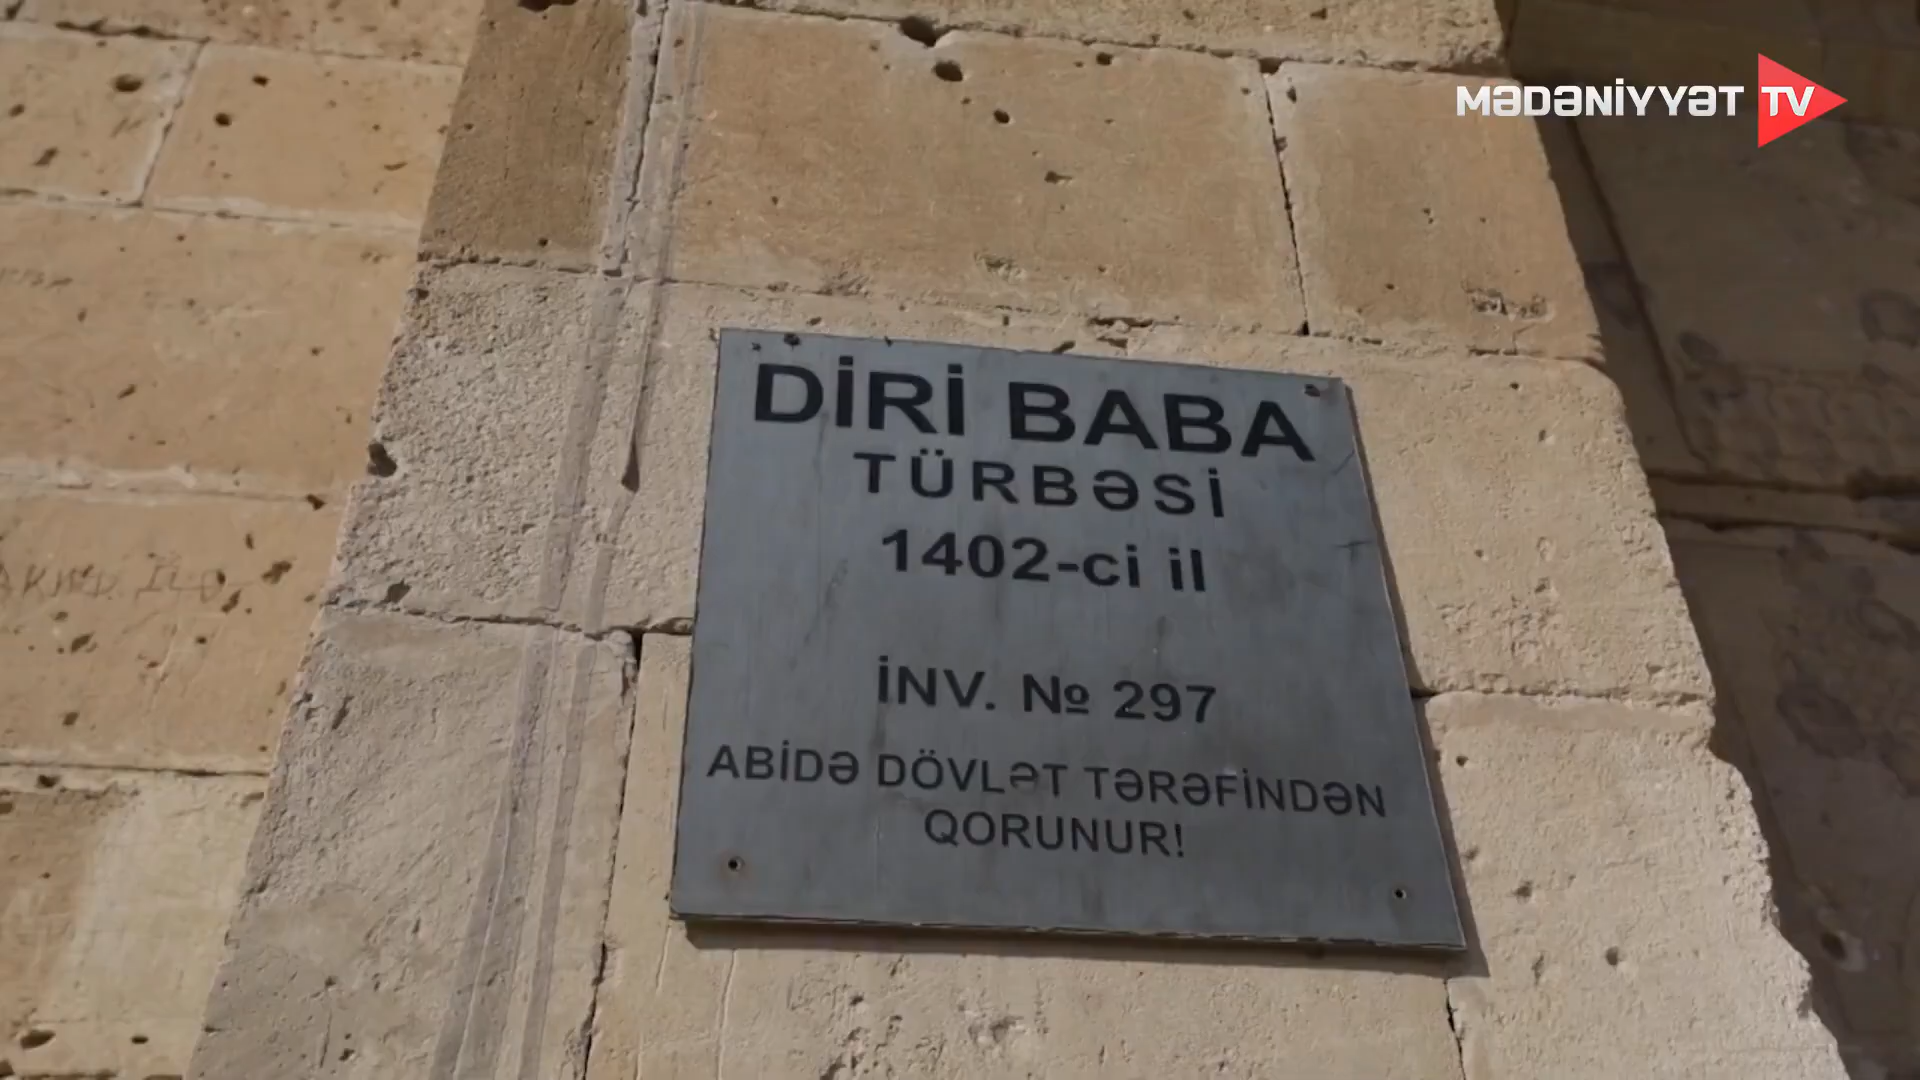 MƏDƏNİYYƏT TV
DİRİ BABA
TÜRBƏSİ
1402-ci il
İNV. № 297
ABİDƏ DÖVLƏT TƏRƏFİNDƏN
QORUNUR!